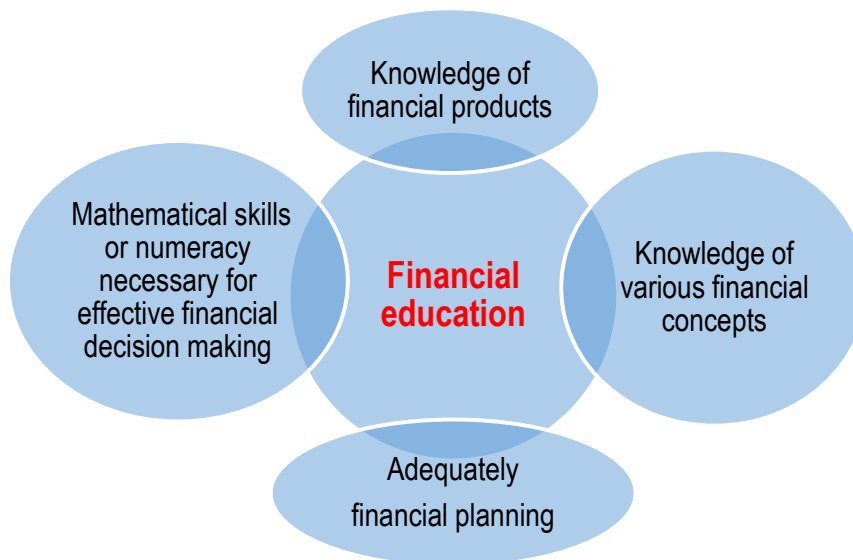 Knowledge of
financial products
Mathematical skills
or numeracy
necessary for
effective financial
decision making
Financial
education
Knowledge of
various financial
concepts
Adequately
financial planning